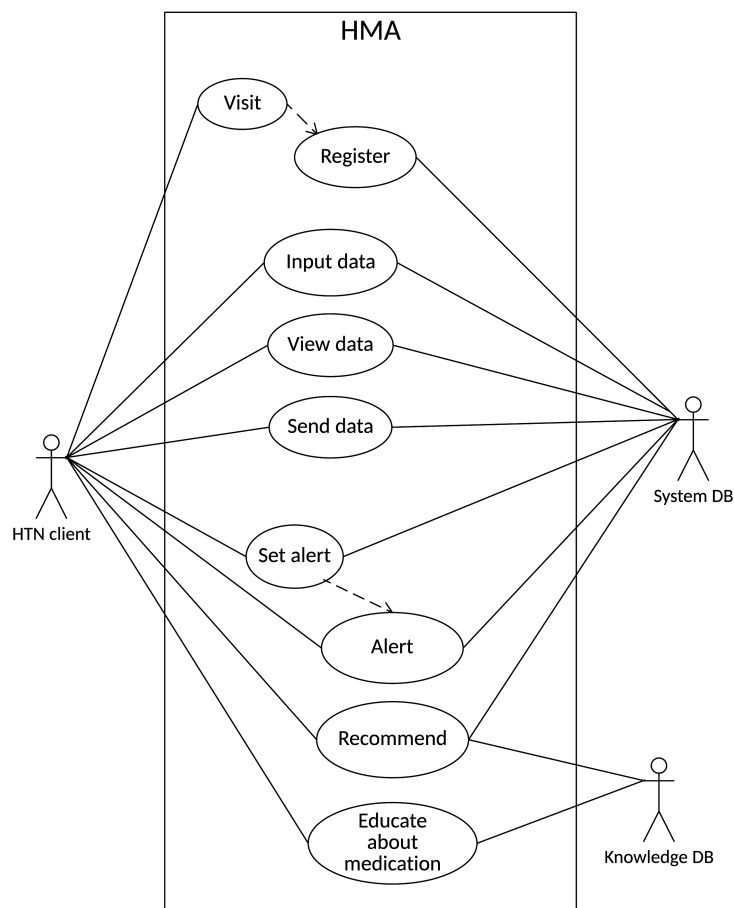 HMA
Visit
Register
Input data
View data
Send data
System DB
HTN client
Set alert
Alert
Recommend
Educate
about
medication
Knowledge DB